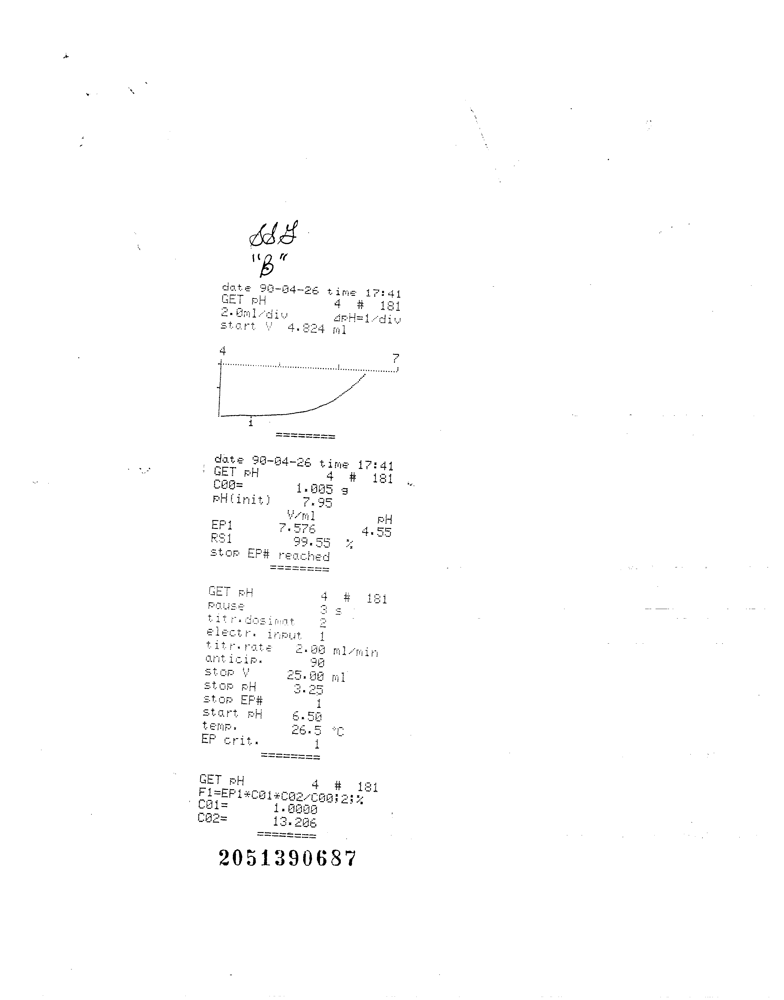 "B"
date 90-04-26 time 17:41
GET pH 4 # 181
2.0ml/div ΔpH=1/div
start V 4.824 ml
4 7
1
========
date 90-04-26 time 17:41
GET pH 4 # 181
C00= 1.005 g
pH(init) 7.95
V/ml pH
EP1 7.576 4.55
RS1 99.55 %
stop EP# reached
========
GET pH 4 # 181
pause 3 s
titr.dosimat 2
electr. input 1
titr.rate 2.00 ml/min
anticip. 90
stop V 25.00 ml
stop pH 3.25
stop EP# 1
start pH 6.50
temp. 26.5 °C
EP crit. 1
========
GET pH 4 # 181
F1=EP1*C01*C02/C00;2;%
C01= 1.0000
C02= 13.206
========
2051390687